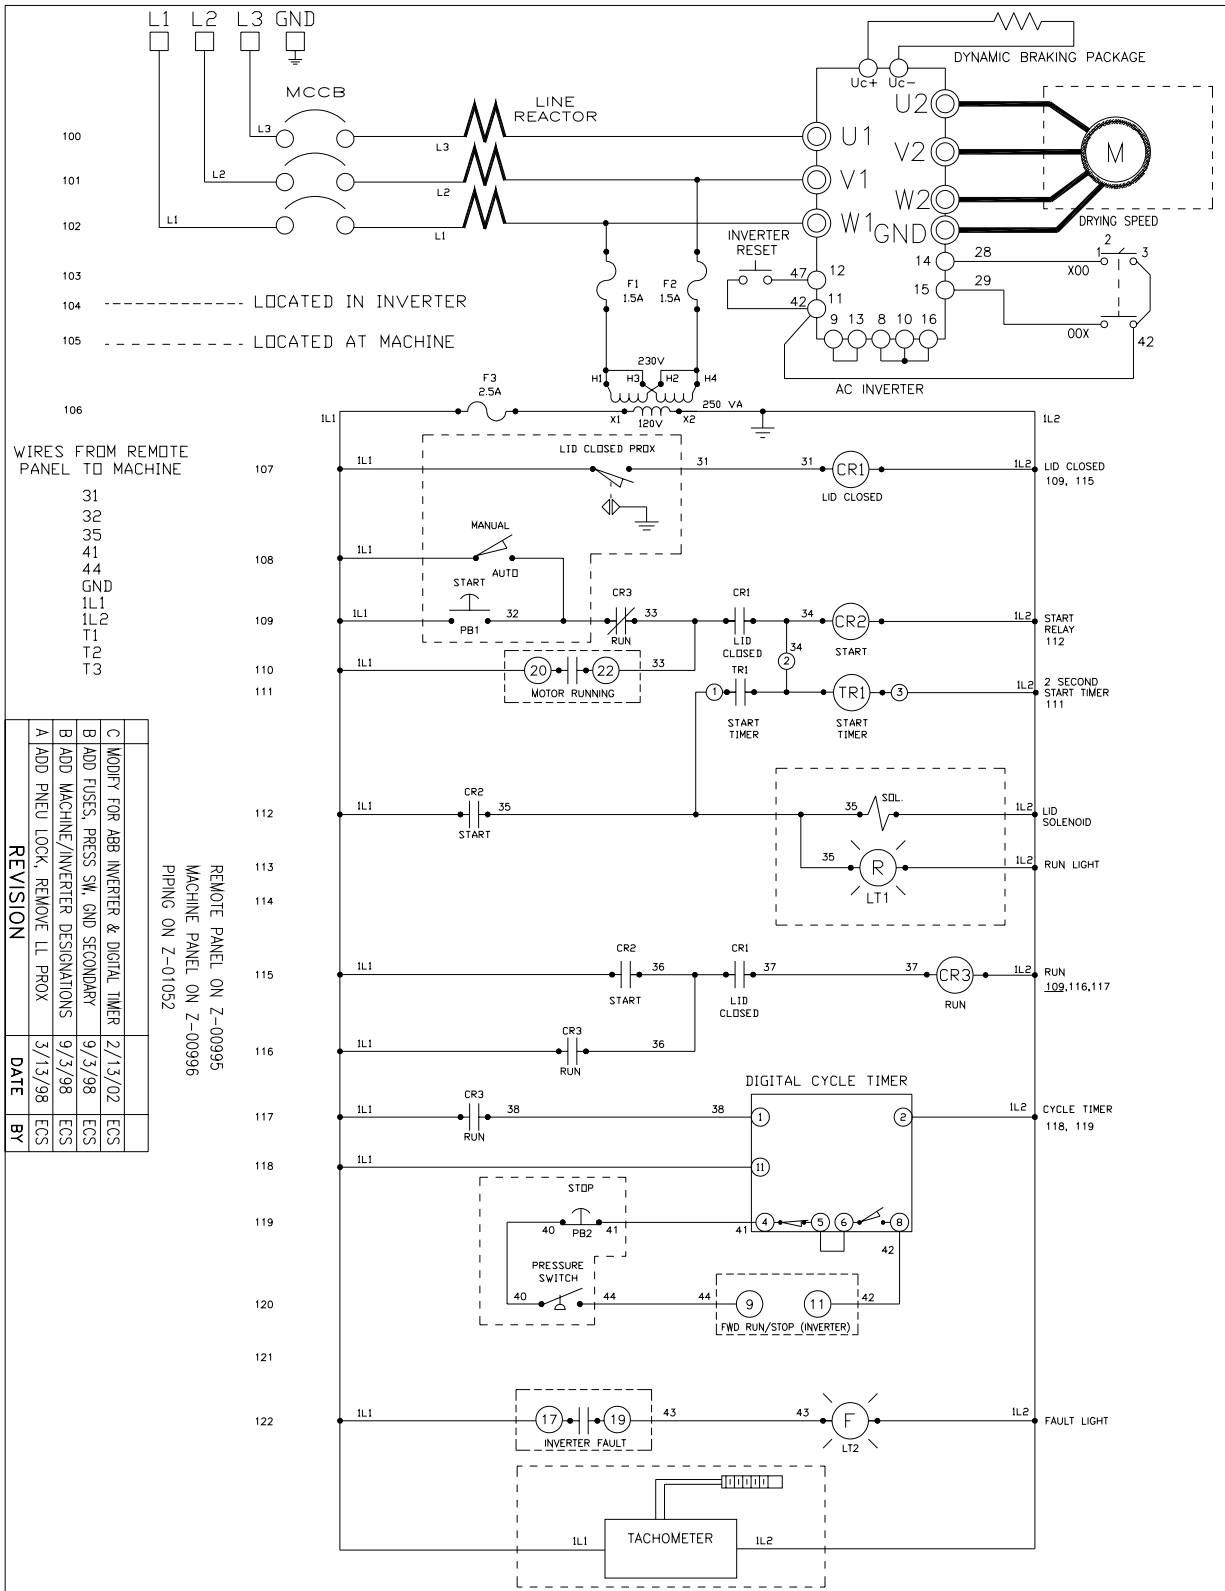 L1 L2 L3 GND
DYNAMIC BRAKING PACKAGE
Uc+ Uc-
MCCB
LINE
REACTOR
U2
100 L3 L3 U1
V2 M
101 L2 L2 V1
W2
102 L1 L1 W1 GND
DRYING SPEED
INVERTER
RESET
14 28 1 2 3
X00
103 47 12
F1 F2
1.5A 1.5A
15 29
104 LOCATED IN INVERTER
42 11
9 13 8 10 16
00X
42
105 LOCATED AT MACHINE
230V
H1 H3 H2 H4
AC INVERTER
F3
2.5A
106 1L1 X1 120V X2 250 VA 1L2
WIRES FROM REMOTE
PANEL TO MACHINE
31
32
35
41
44
GND
1L1
1L2
T1
T2
T3
LID CLOSED PROX
107 1L1 31 31 CR1 1L2 LID CLOSED
109, 115
LID CLOSED
MANUAL
108 1L1
AUTO
START
CR3 CR1
109 1L1 PB1 32 33 34 CR2 1L2 START
RELAY
112
RUN LID
CLOSED
START
34
2
110 1L1 20 22 33
MOTOR RUNNING
TR1
111 1 TR1 3 1L2 2 SECOND
START TIMER
111
START
TIMER
START
TIMER
CR2
112 1L1 35 35 SOL. 1L2 LID
SOLENOID
START
113 35 R 1L2 RUN LIGHT
LT1
114
CR2 CR1
115 1L1 36 37 37 CR3 1L2 RUN
109,116,117
START LID
CLOSED
RUN
CR3
116 1L1 36
RUN
DIGITAL CYCLE TIMER
CR3
117 1L1 38 38 1 2 1L2 CYCLE TIMER
118, 119
RUN
118 1L1 11
STOP
119 40 PB2 41 41 4 5 6 8
42
PRESSURE
SWITCH
120 40 44 44 9 11 42
FWD RUN/STOP (INVERTER)
121
122 1L1 17 19 43 43 F 1L2 FAULT LIGHT
INVERTER FAULT
LT2
1L1 TACHOMETER 1L2
REMOTE PANEL ON Z-00995
MACHINE PANEL ON Z-00996
PIPING ON Z-01052
C MODIFY FOR ABB INVERTER & DIGITAL TIMER 2/13/02 ECS
B ADD FUSES, PRESS SW, GND SECONDARY 9/3/98 ECS
B ADD MACHINE/INVERTER DESIGNATIONS 9/3/98 ECS
A ADD PNEU LOCK, REMOVE LL PROX 3/13/98 ECS
REVISION DATE BY